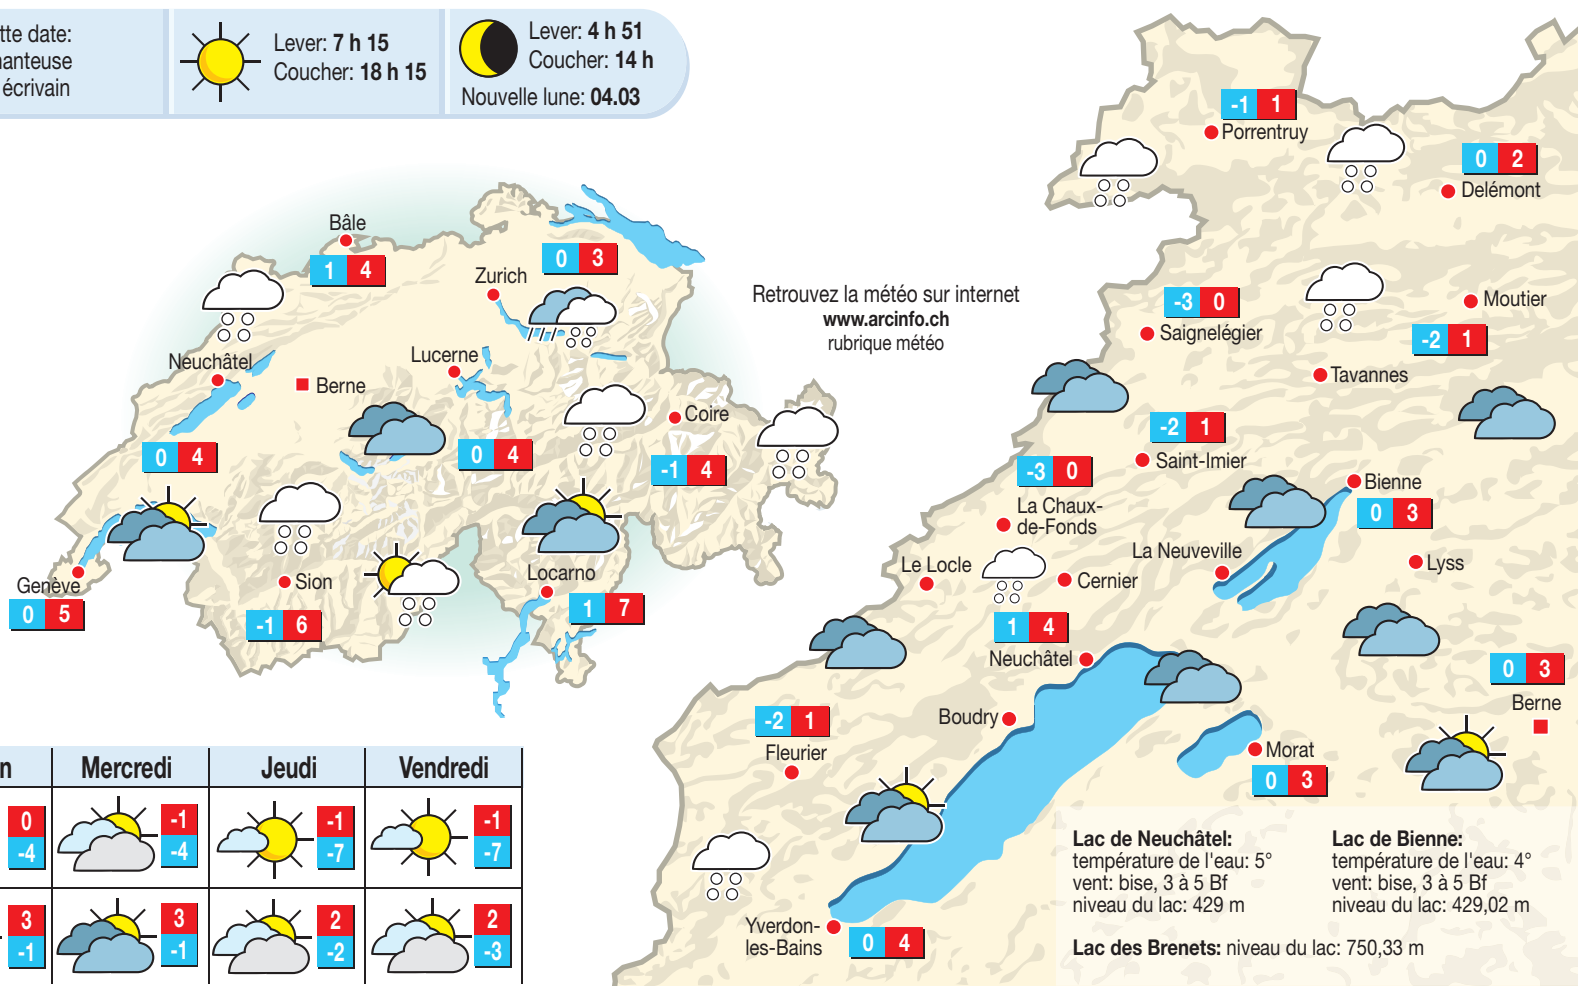 tte date:
anteuse
écrivain
Lever: 7 h 15
Coucher: 18 h 15
Lever: 4 h 51
Coucher: 14 h
Nouvelle lune: 04.03
Bâle
1 4
Zurich
0 3
Neuchâtel
Berne
Lucerne
Coire
0 4
0 4
-1 4
Genève
0 5
Sion
-1 6
Locarno
1 7
Retrouvez la météo sur internet
www.arcinfo.ch
rubrique météo
-1 1
Porrentruy
0 2
Delémont
-3 0
Saignelégier
Moutier
-2 1
Tavannes
-2 1
Saint-Imier
-3 0
La Chaux-
de-Fonds
Bienne
0 3
La Neuveville
Lyss
Le Locle
Cernier
1 4
Neuchâtel
0 3
Berne
Boudry
-2 1
Fleurier
Morat
0 3
Yverdon-
les-Bains
0 4
n
Mercredi
Jeudi
Vendredi
0
-4
-1
-4
-1
-7
-1
-7
3
-1
3
-1
2
-2
2
-3
Lac de Neuchâtel:
température de l'eau: 5°
vent: bise, 3 à 5 Bf
niveau du lac: 429 m
Lac de Bienne:
température de l'eau: 4°
vent: bise, 3 à 5 Bf
niveau du lac: 429,02 m
Lac des Brenets: niveau du lac: 750,33 m